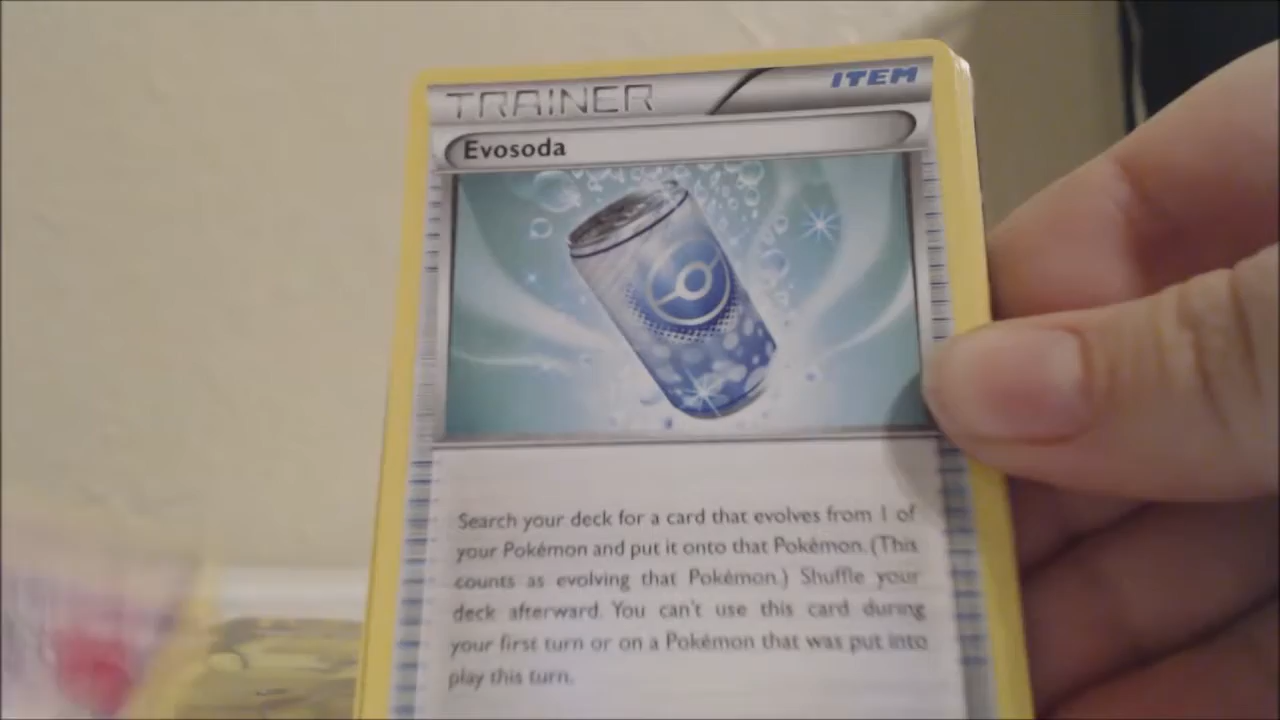 TRAINER ITEM
Evosoda
Search your deck for a card that evolves from 1 of
your Pokémon and put it onto that Pokémon. (This
counts as evolving that Pokémon.) Shuffle your
deck afterward. You can't use this card during
your first turn or on a Pokémon that was put into
play this turn.